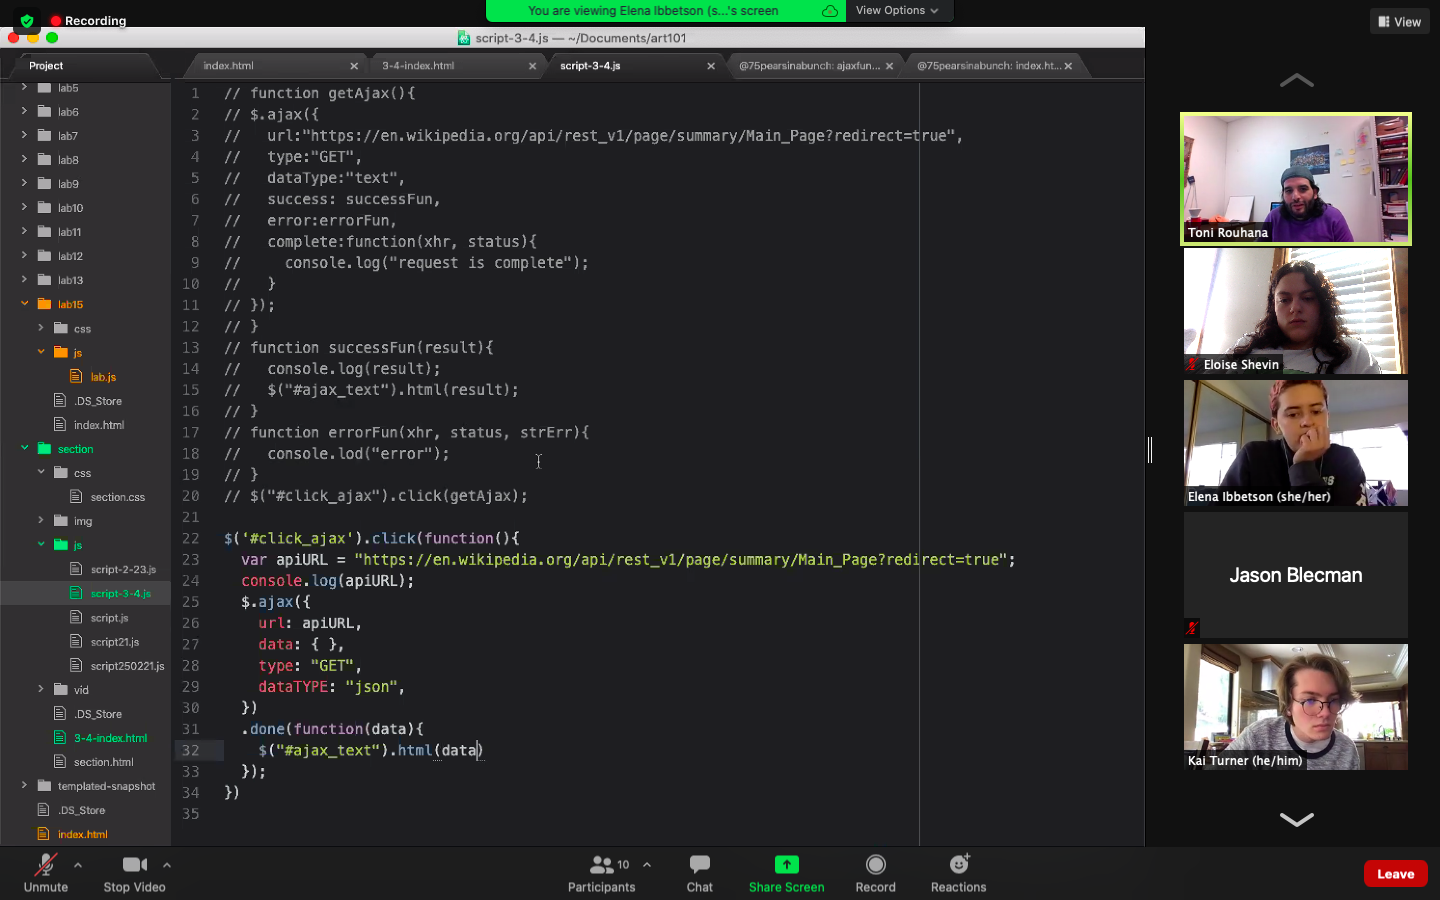 Recording
You are viewing Elena Ibbetson (s...'s screen
View Options
View
script-3-4.js — ~/Documents/art101
Project
index.html
3-4-index.html
script-3-4.js
@75pearsinabunch: ajaxfun...
@75pearsinabunch: index.ht...
lab5
lab6
lab7
lab8
lab9
lab10
lab11
lab12
lab13
lab15
css
js
lab.js
.DS_Store
index.html
section
css
section.css
img
js
script-2-23.js
script-3-4.js
script.js
script21.js
script250221.js
vid
.DS_Store
3-4-index.html
section.html
templated-snapshot
.DS_Store
index.html
1 // function getAjax(){
2 // $.ajax({
3 //   url:"https://en.wikipedia.org/api/rest_v1/page/summary/Main_Page?redirect=true",
4 //   type:"GET",
5 //   dataType:"text",
6 //   success: successFun,
7 //   error:errorFun,
8 //   complete:function(xhr, status){
9 //     console.log("request is complete");
10 //   }
11 // });
12 // }
13 // function successFun(result){
14 //   console.log(result);
15 //   $("#ajax_text").html(result);
16 // }
17 // function errorFun(xhr, status, strErr){
18 //   console.lod("error");
19 // }
20 // $("#click_ajax").click(getAjax);
21
22 $('#click_ajax').click(function(){
23   var apiURL = "https://en.wikipedia.org/api/rest_v1/page/summary/Main_Page?redirect=true";
24   console.log(apiURL);
25   $.ajax({
26     url: apiURL,
27     data: { },
28     type: "GET",
29     dataTYPE: "json",
30   })
31   .done(function(data){
32     $("#ajax_text").html(data)
33   });
34 })
35
Toni Rouhana
Eloise Shevin
Elena Ibbetson (she/her)
Jason Blecman
Kai Turner (he/him)
Unmute
Stop Video
10
Participants
Chat
Share Screen
Record
Reactions
Leave